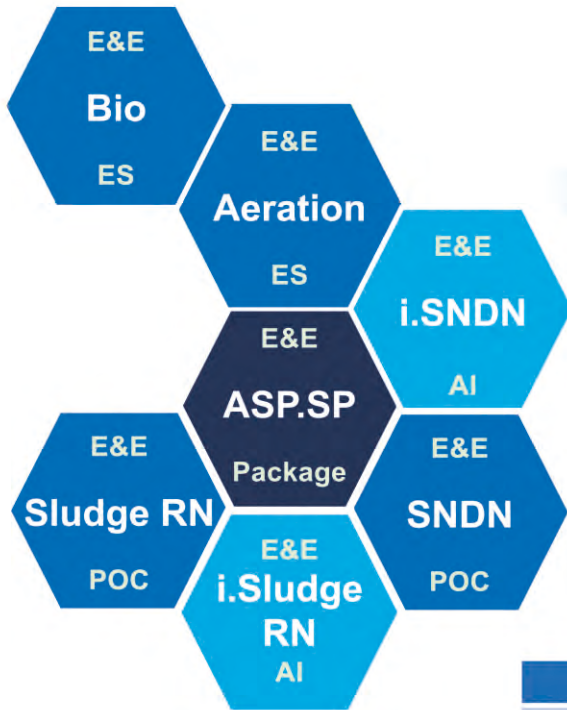 E&E
Bio
ES
E&E
Aeration
ES
E&E
i.SNDN
AI
E&E
ASP.SP
Package
E&E
Sludge RN
POC
E&E
SNDN
POC
E&E
i.Sludge
RN
AI